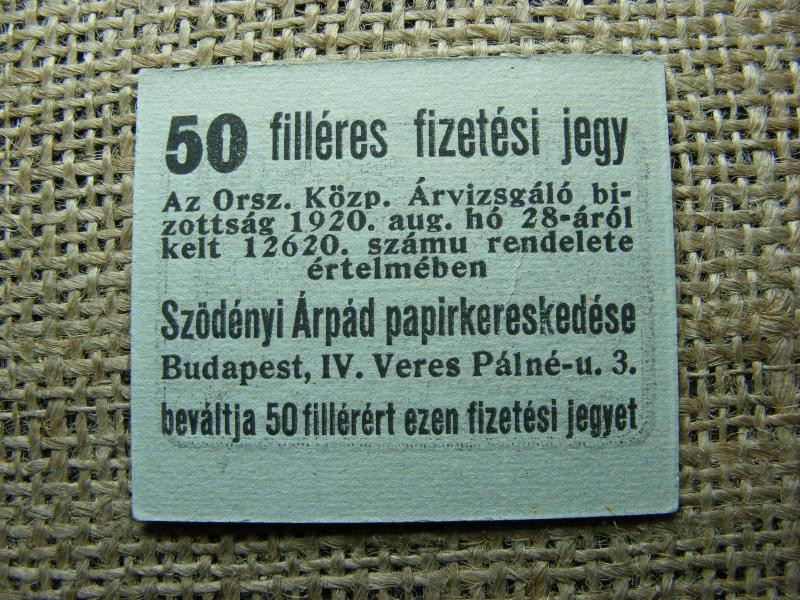 50 filléres fizetési jegy
Az Orsz. Közp. Árvizsgáló bi-
zottság 1920. aug. hó 28-áról
kelt 12620. számu rendelete
értelmében
Szödényi Árpád papirkereskedése
Budapest, IV. Veres Pálné-u. 3.
beváltja 50 fillérért ezen fizetési jegyet